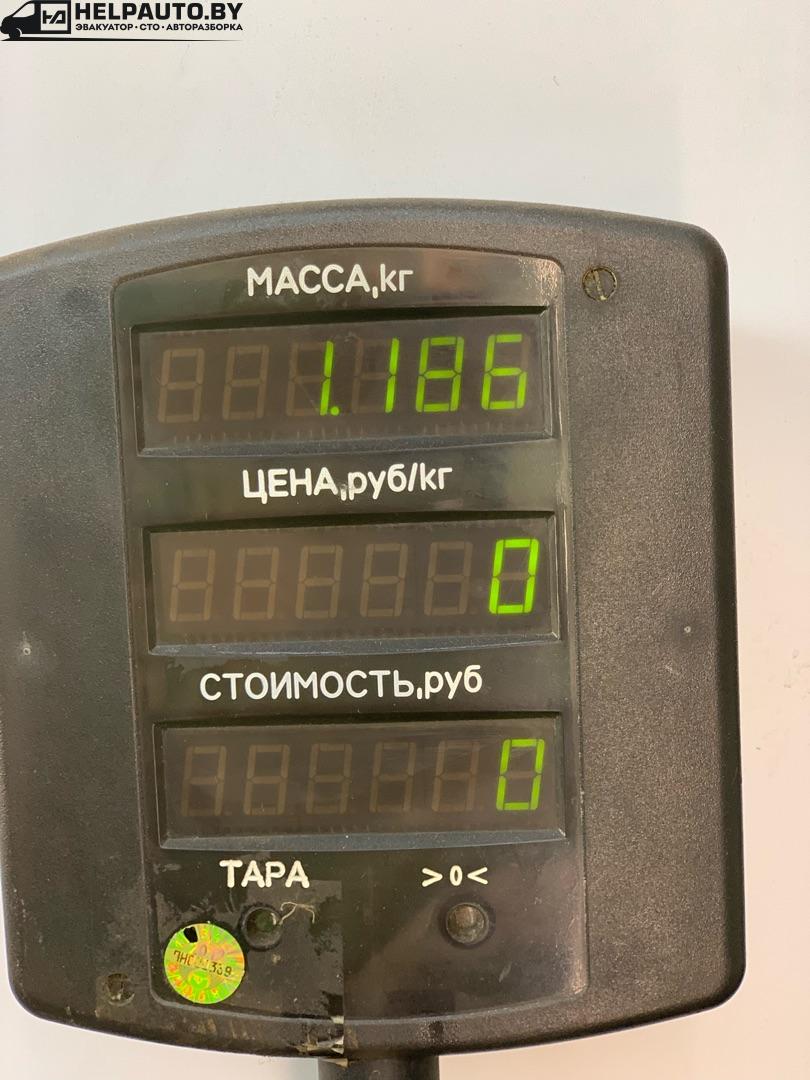 HELPAUTO.BY
ЭВАКУАТОР • СТО • АВТОРАЗБОРКА
МАССА,кг
1.186
ЦЕНА,руб/кг
0
СТОИМОСТЬ,руб
0
ТАРА >0<